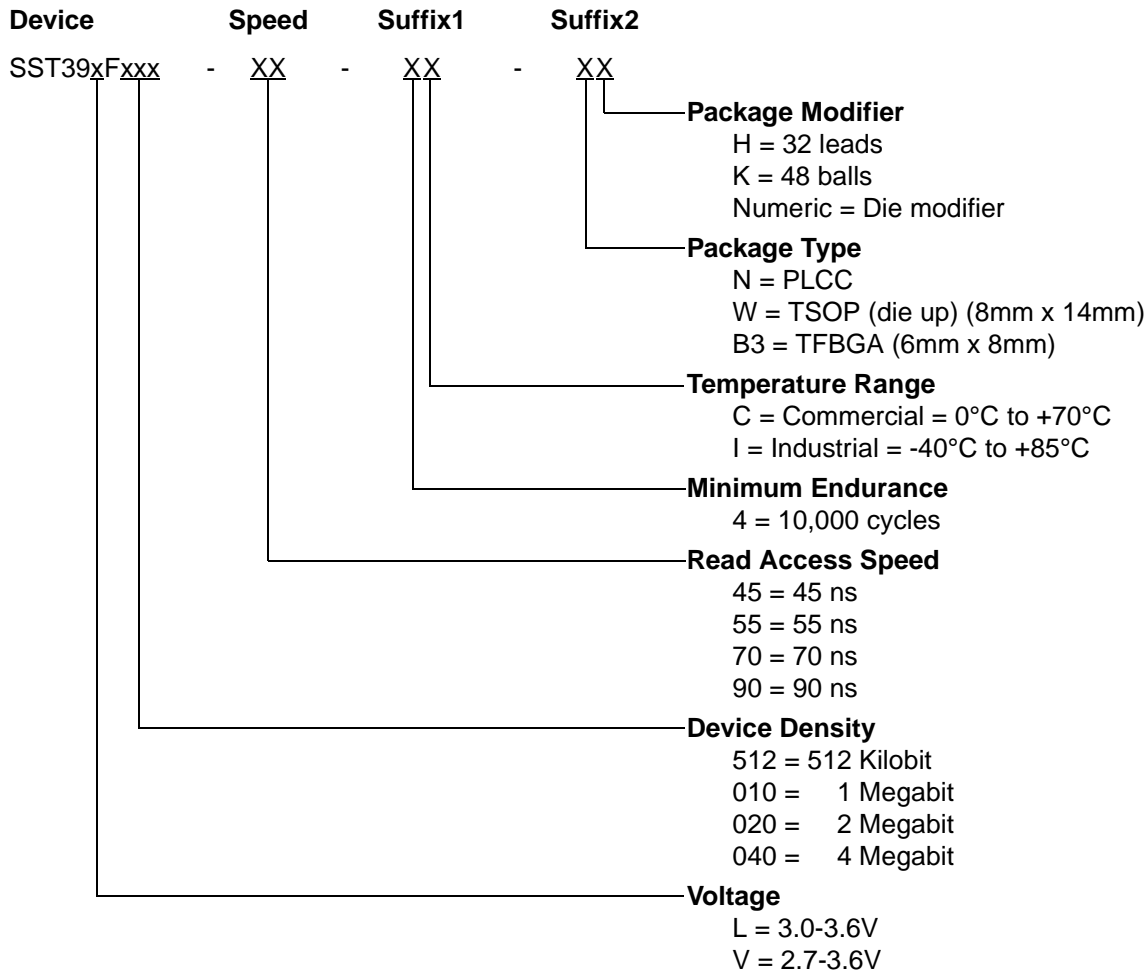 Device Speed Suffix1 Suffix2
SST39xFxxx - XX - XX - XX
Package Modifier
H = 32 leads
K = 48 balls
Numeric = Die modifier
Package Type
N = PLCC
W = TSOP (die up) (8mm x 14mm)
B3 = TFBGA (6mm x 8mm)
Temperature Range
C = Commercial = 0°C to +70°C
I = Industrial = -40°C to +85°C
Minimum Endurance
4 = 10,000 cycles
Read Access Speed
45 = 45 ns
55 = 55 ns
70 = 70 ns
90 = 90 ns
Device Density
512 = 512 Kilobit
010 = 1 Megabit
020 = 2 Megabit
040 = 4 Megabit
Voltage
L = 3.0-3.6V
V = 2.7-3.6V